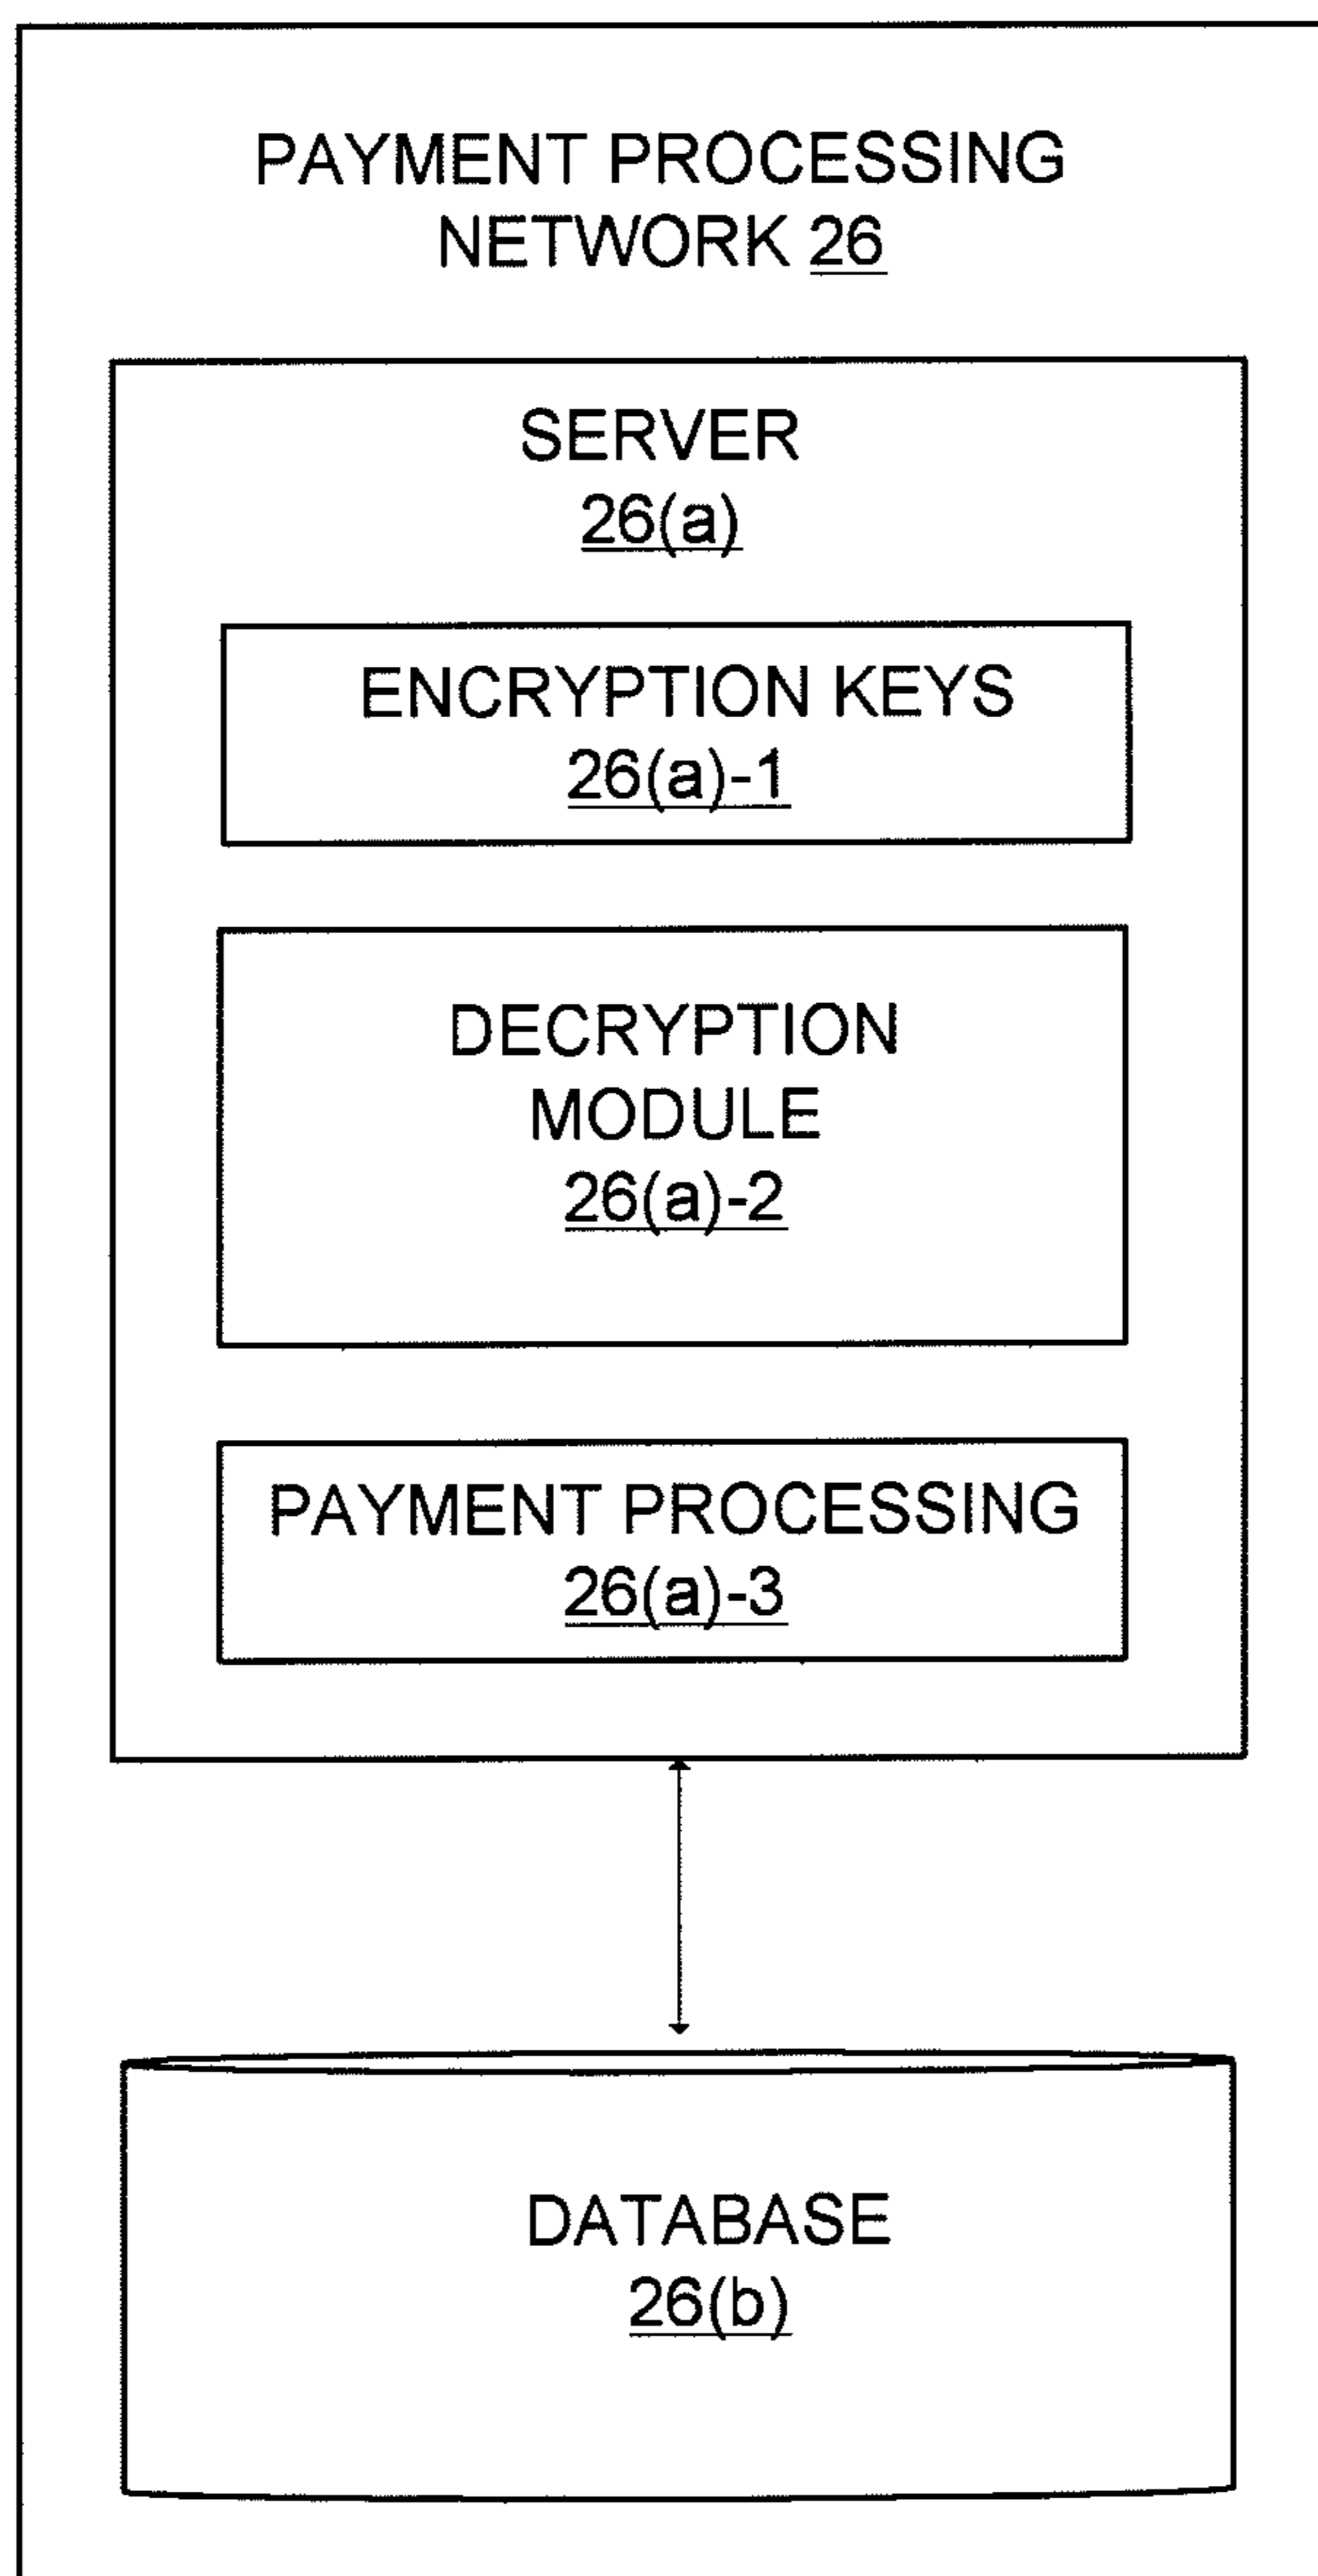 PAYMENT PROCESSING
NETWORK 26
SERVER
26(a)
ENCRYPTION KEYS
26(a)-1
DECRYPTION
MODULE
26(a)-2
PAYMENT PROCESSING
26(a)-3
DATABASE
26(b)